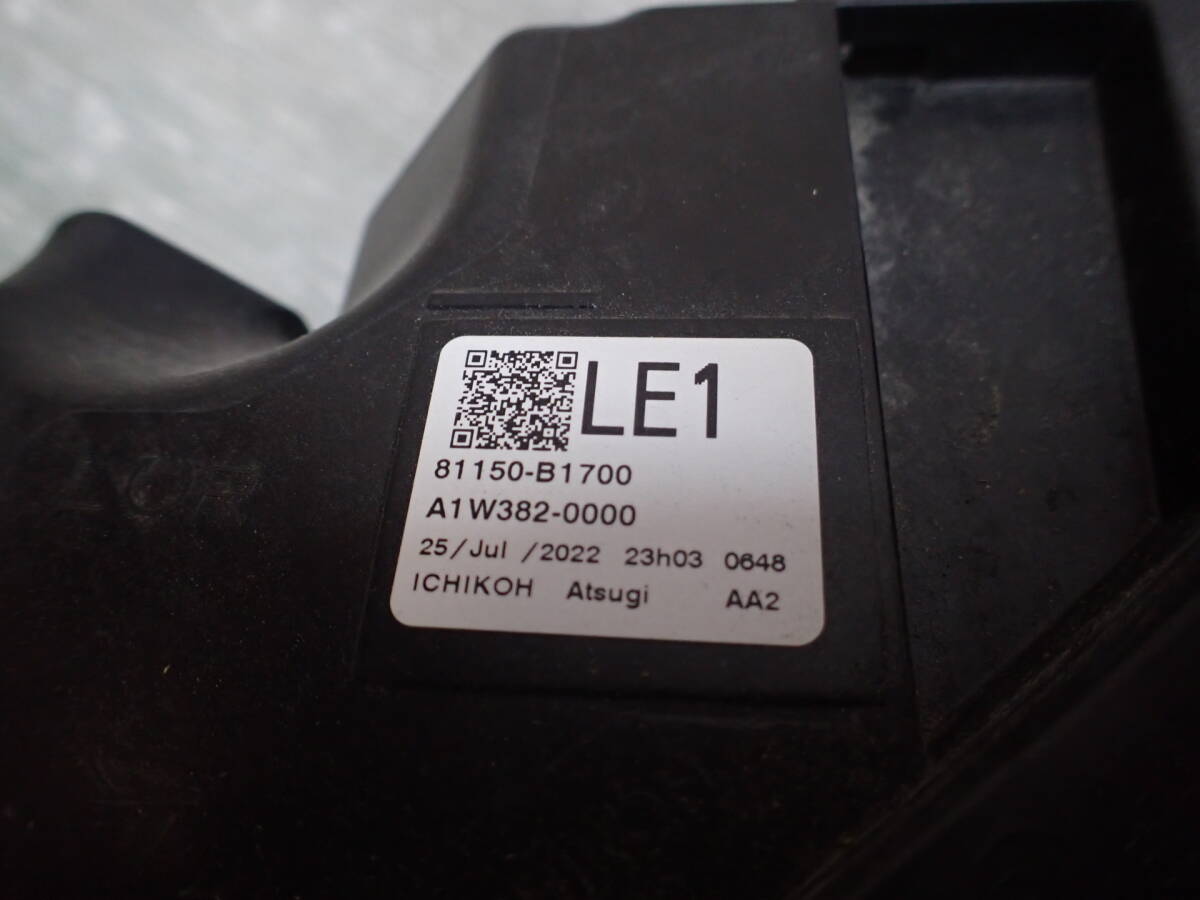 LE1
81150-B1700
A1W382-0000
25/Jul /2022 23h03 0648
ICHIKOH Atsugi AA2